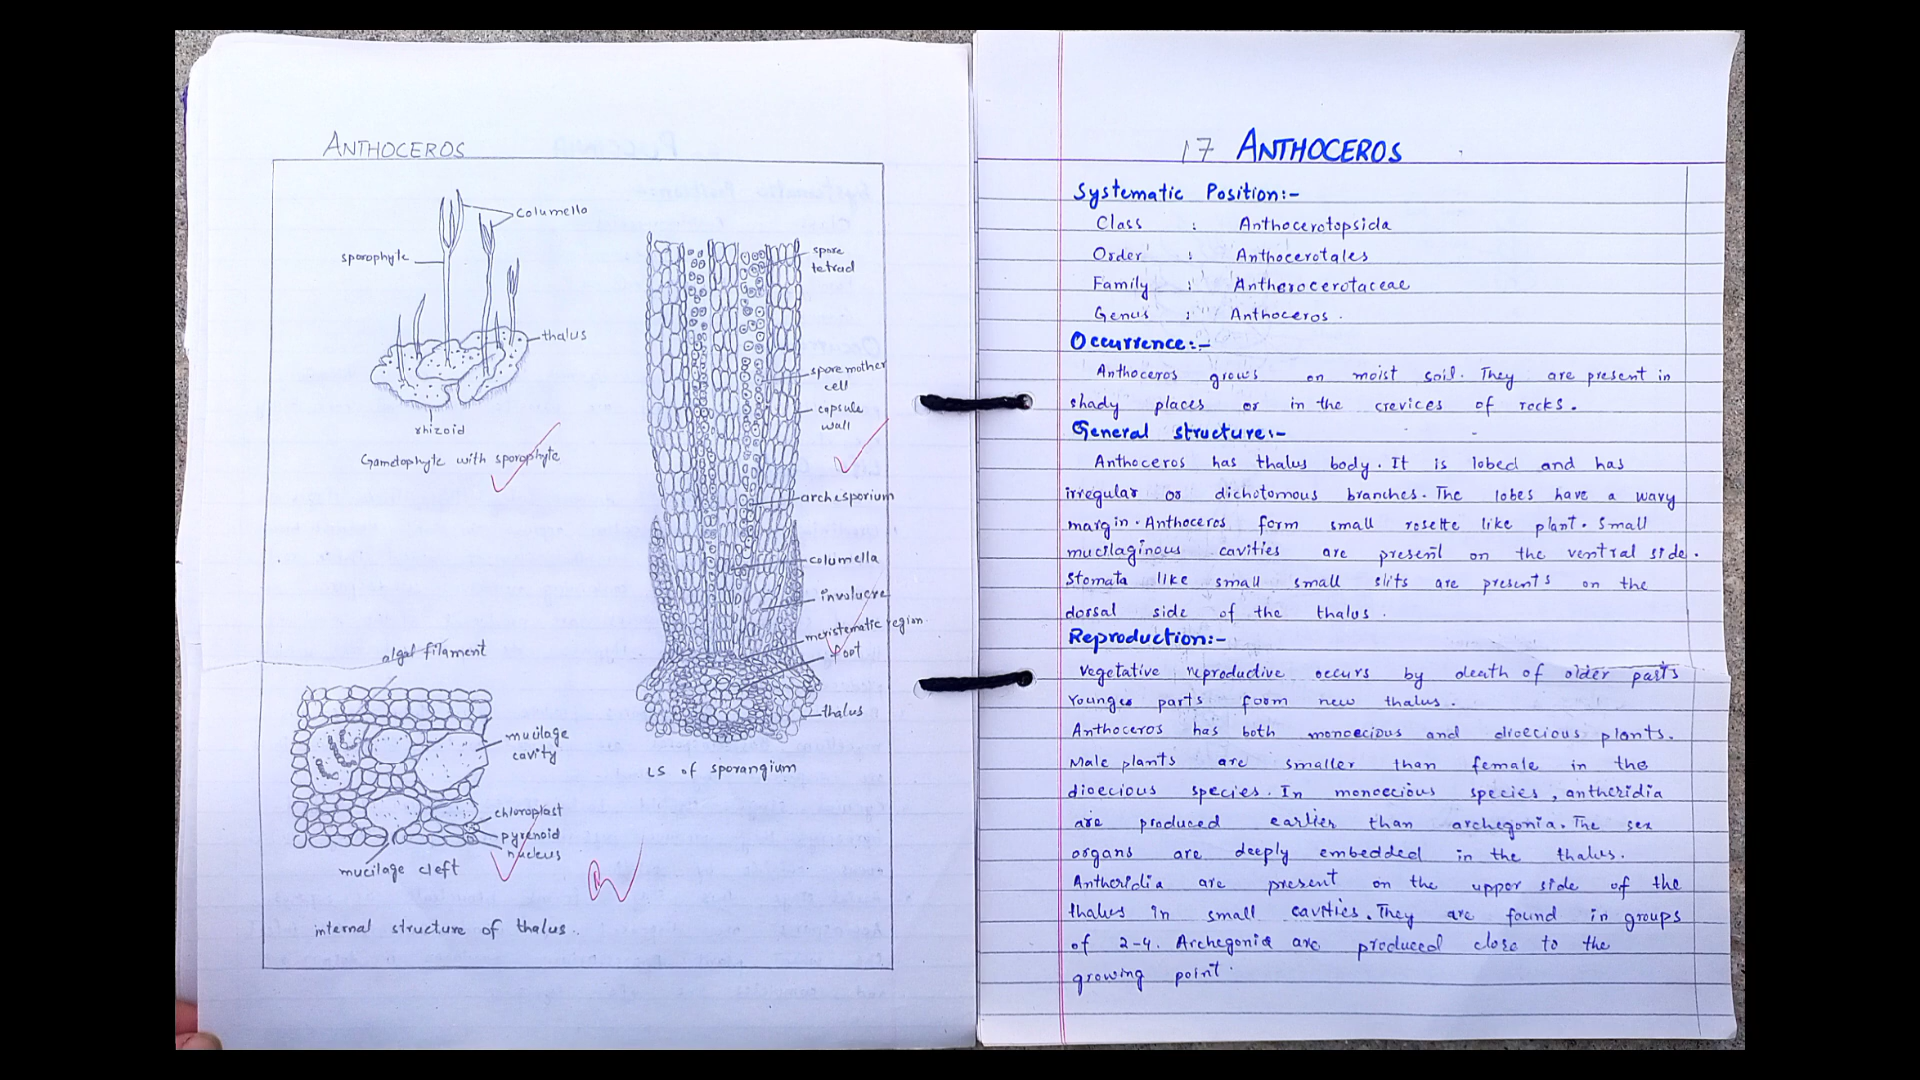 ANTHOCEROS
columella
sporophyte
thalus
rhizoid
Gamdophyte with sporophyte
spore
tetrad
spore mother
cell
capsule
wall
archesporium
columella
involucre
meristematic region
foot
thalus
LS of sporangium
algal filament
mucilage
cavity
chloroplast
pyrenoid
nucleus
mucilage cleft
internal structure of thalus.
17 ANTHOCEROS
Systematic Position:-
Class : Anthocerotopsida
Order : Anthocerotales
Family : Antherocerotaceae
Genus : Anthoceros.
Occurrence:-
Anthoceros grows on moist soil. They are present in
shady places or in the crevices of rocks.
General structure:-
Anthoceros has thalus body. It is lobed and has
irregular or dichotomous branches. The lobes have a wavy
margin. Anthoceros form small rosette like plant. Small
mucilaginous cavities are present on the ventral side.
Stomata like small small slits are presents on the
dorsal side of the thalus.
Reproduction:-
Vegetative reproductive occurs by death of older parts
Younger parts foom new thalus.
Anthoceros has both monoecious and dioecious plants.
Male plants are smaller than female in the
dioecious species. In monoecious species, antheridia
are produced earlier than archegonia. The sex
organs are deeply embedded in the thalus.
Antheridia are present on the upper side of the
thalus in small cavities. They are found in groups
of 2-4. Archegonia are produced close to the
growing point.